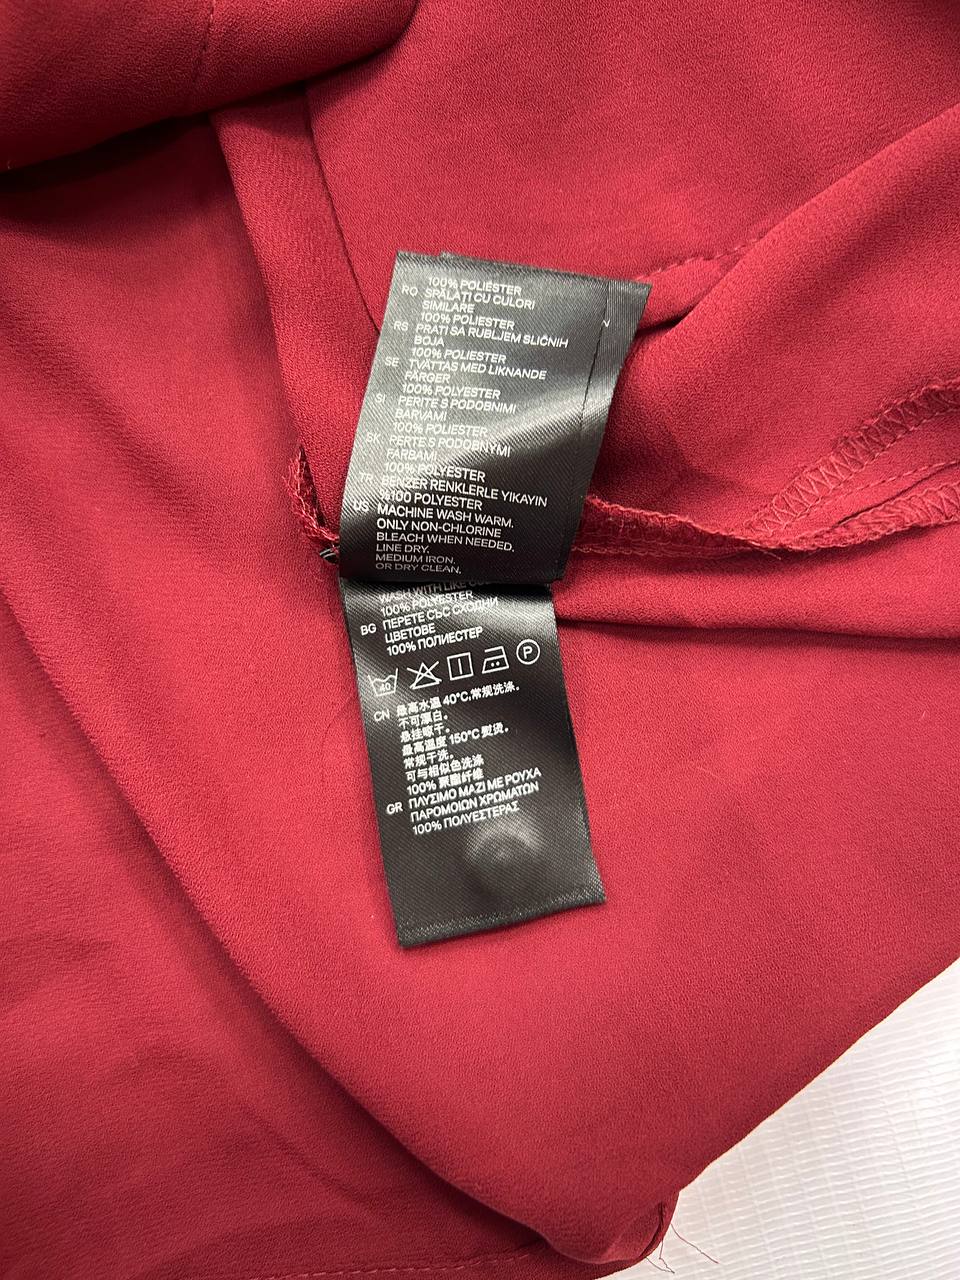 100% POLIÉSTER
RO SPĂLAȚI CU CULORI
SIMILARE
100% POLIESTER
RS PRATI SA RUBLJEM SLIČNIH
BOJA
100% POLIESTER
SE TVÄTTAS MED LIKNANDE
FÄRGER
100% POLYESTER
SI PERITE S PODOBNIMI
BARVAMI
100% POLIESTER
SK PERTE S PODOBNÝMI
FARBAMI
100% POLYESTER
TR BENZER RENKLERLE YIKAYIN
%100 POLYESTER
US MACHINE WASH WARM.
ONLY NON-CHLORINE
BLEACH WHEN NEEDED.
LINE DRY.
MEDIUM IRON.
OR DRY CLEAN.
N
WASH WITH LIKE
100% POLYESTER
BG ПЕРЕТЕ СЪС СХОДНИ
ЦВЕТОВЕ
100% ПОЛИЕСТЕР
40 P
CN 最高水温 40°C,常规洗涤。
不可漂白。
悬挂晾干。
最高温度 150°C 熨烫。
常规干洗。
可与相似色洗涤
100% 聚酯纤维
GR ΠΛΥΣΙΜΟ ΜΑΖΙ ΜΕ ΡΟΥΧΑ
ΠΑΡΟΜΟΙΩΝ ΧΡΩΜΑΤΩΝ
100% ΠΟΛΥΕΣΤΕΡΑΣ